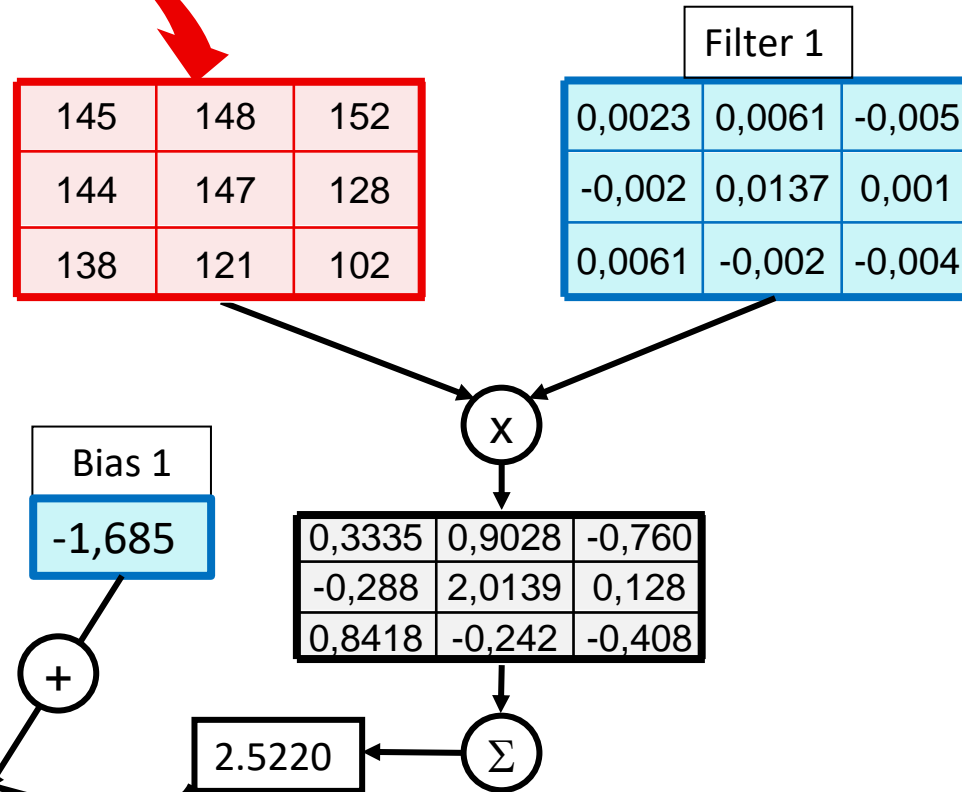 Filter 1
145 148 152
144 147 128
138 121 102
0,0023 0,0061 -0,005
-0,002 0,0137 0,001
0,0061 -0,002 -0,004
x
Bias 1
-1,685
0,3335 0,9028 -0,760
-0,288 2,0139 0,128
0,8418 -0,242 -0,408
+
2.5220
Σ